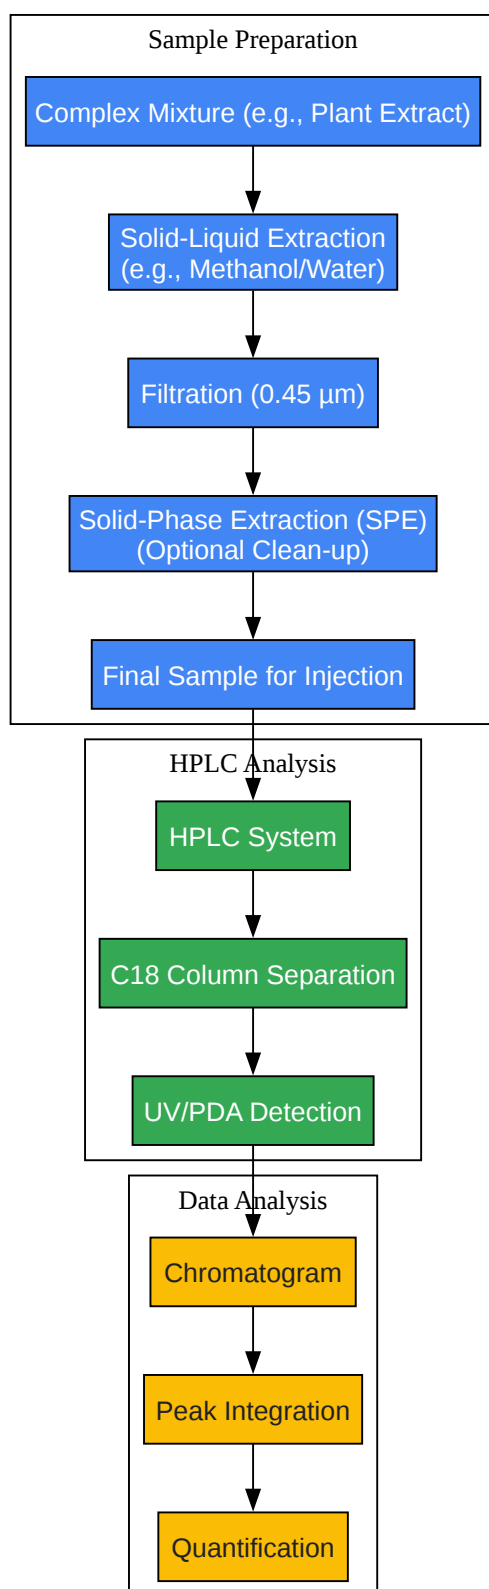 Sample Preparation
Complex Mixture (e.g., Plant Extract)
Solid-Liquid Extraction
(e.g., Methanol/Water)
Filtration (0.45 µm)
Solid-Phase Extraction (SPE)
(Optional Clean-up)
Final Sample for Injection
HPLC Analysis
HPLC System
C18 Column Separation
UV/PDA Detection
Data Analysis
Chromatogram
Peak Integration
Quantification